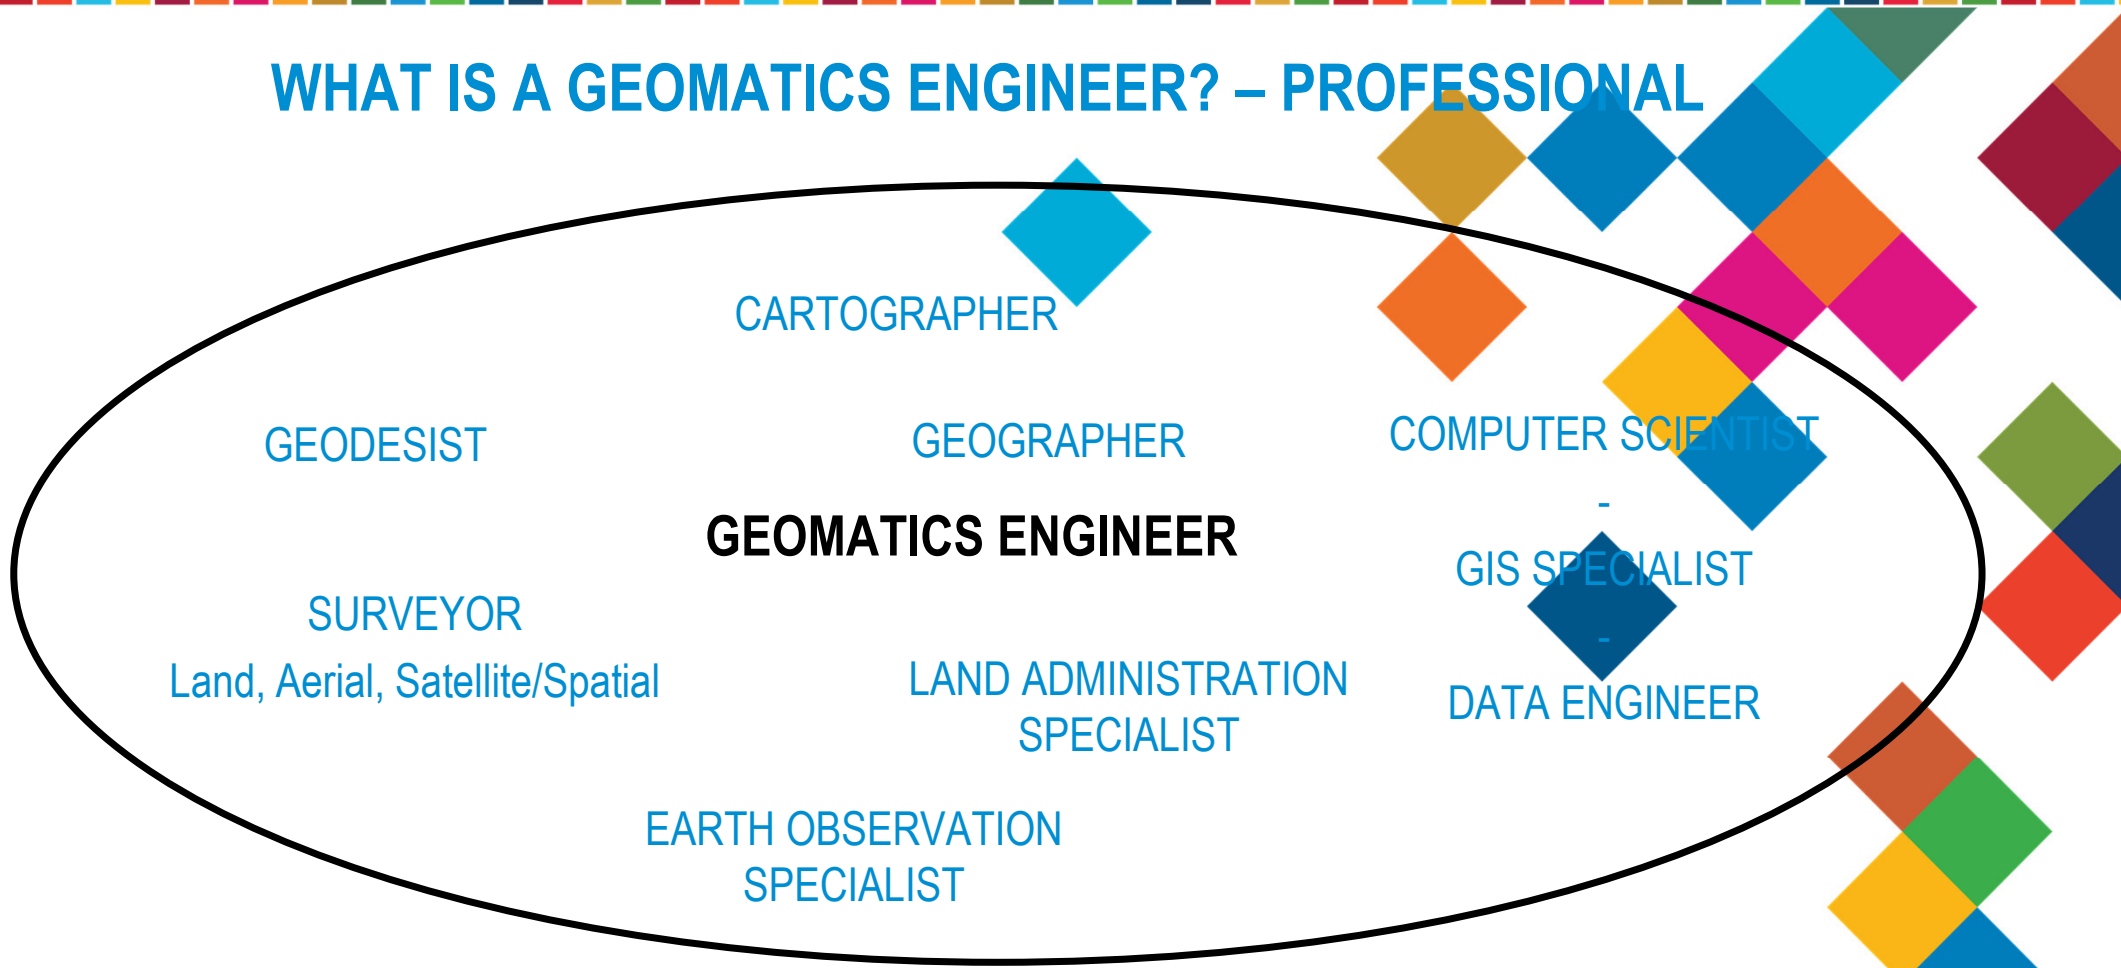 WHAT IS A GEOMATICS ENGINEER? – PROFESSIONAL
CARTOGRAPHER
GEODESIST
GEOGRAPHER
COMPUTER SCIENTIST
-
GIS SPECIALIST
-
DATA ENGINEER
GEOMATICS ENGINEER
SURVEYOR
Land, Aerial, Satellite/Spatial
LAND ADMINISTRATION
SPECIALIST
EARTH OBSERVATION
SPECIALIST